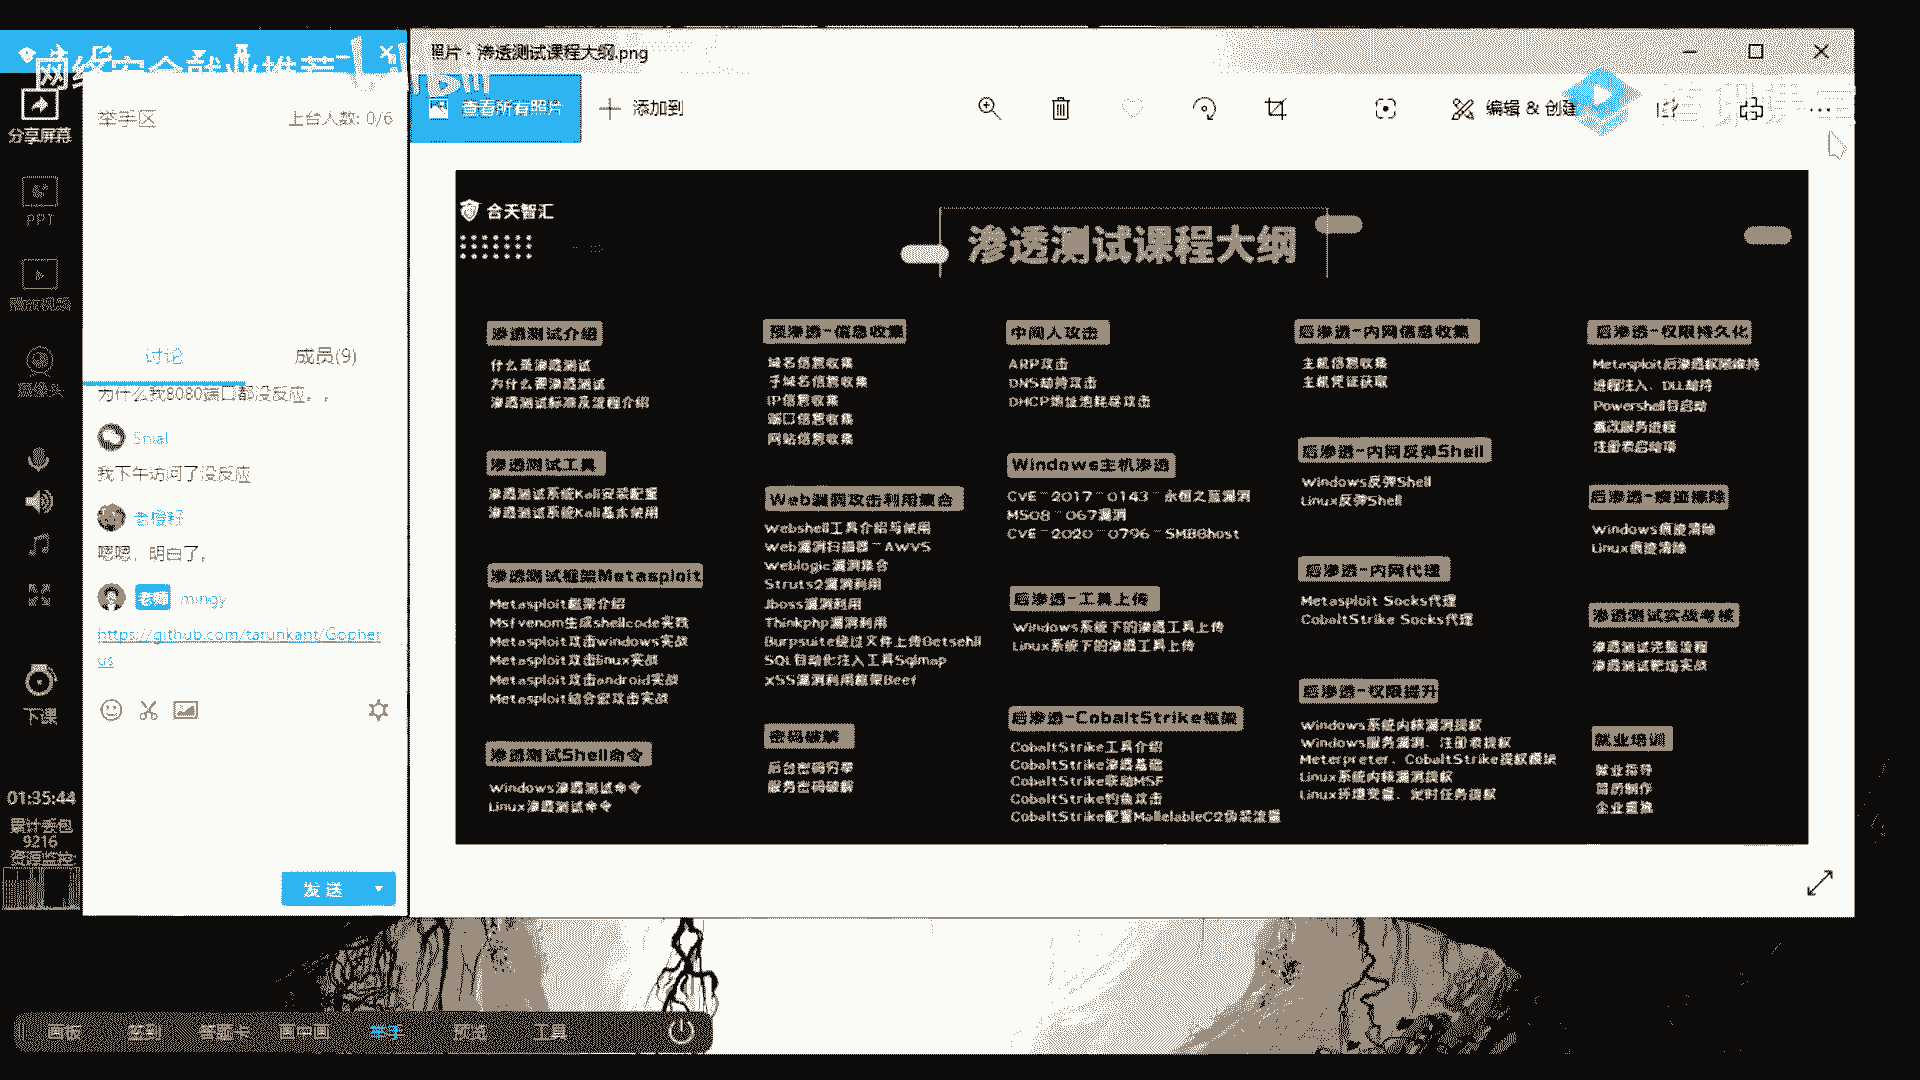 网络安全就业推荐
照片 - 渗透测试课程大纲.png
分享屏幕
举手区
上台人数: 0/6
查看所有照片
添加到
编辑 & 创建
PPT
播放视频
摄像头
讨论
成员(9)
为什么我8080端口都没反应。。
Snial
我下午访问了没反应
嗯嗯，明白了。
老师 mingy
https://github.com/tarunkant/Gopher
us
下课
01:35:44
累计丢包
9216
资源监控:
发送
合天智汇
渗透测试课程大纲
渗透测试介绍
什么是渗透测试
为什么要渗透测试
渗透测试标准及流程介绍
渗透测试工具
渗透测试系统Kali安装配置
渗透测试系统Kali基本使用
渗透测试框架Metasploit
Metasploit框架介绍
Msfvenom生成shellcode实战
Metasploit攻击windows实战
Metasploit攻击linux实战
Metasploit攻击android实战
Metasploit结合宏攻击实战
渗透测试Shell命令
Windows渗透测试命令
Linux渗透测试命令
预渗透-信息收集
域名信息收集
子域名信息收集
IP信息收集
端口信息收集
网站信息收集
Web漏洞攻击利用集合
Webshell工具介绍与使用
Web漏洞扫描器-AWVS
Weblogic漏洞集合
Struts2漏洞利用
Jboss漏洞利用
Thinkphp漏洞利用
Burpsuite绕过文件上传Getsehll
SQL自动化注入工具Sqlmap
XSS漏洞利用框架Beef
密码破解
后台密码穷举
服务密码破解
中间人攻击
ARP攻击
DNS劫持攻击
DHCP地址池耗尽攻击
Windows主机渗透
CVE-2017-0143-永恒之蓝漏洞
MS08-067漏洞
CVE-2020-0796-SMBGhost
后渗透-工具上传
Windows系统下的渗透工具上传
Linux系统下的渗透工具上传
后渗透-CobaltStrike框架
CobaltStrike工具介绍
CobaltStrike渗透基础
CobaltStrike联动MSF
CobaltStrike钓鱼攻击
CobaltStrike配置MallelableC2伪装流量
后渗透-内网信息收集
主机信息收集
主机凭证获取
后渗透-内网反弹Shell
Windows反弹Shell
Linux反弹Shell
后渗透-内网代理
Metasploit Socks代理
CobaltStrike Socks代理
后渗透-权限提升
Windows系统内核漏洞提权
Windows服务漏洞、注册表提权
Meterpreter、CobaltStrike提权模块
Linux系统内核漏洞提权
Linux环境变量、定时任务提权
后渗透-权限持久化
Metasploit后渗透权限维持
进程注入、DLL劫持
Powershell自启动
篡改服务进程
注册表启动项
后渗透-痕迹擦除
Windows痕迹清除
Linux痕迹清除
渗透测试实战考核
渗透测试完整流程
渗透测试靶场实战
就业培训
就业指导
简历制作
企业直推
画板
签到
答题卡
画中画
举手
预览
工具